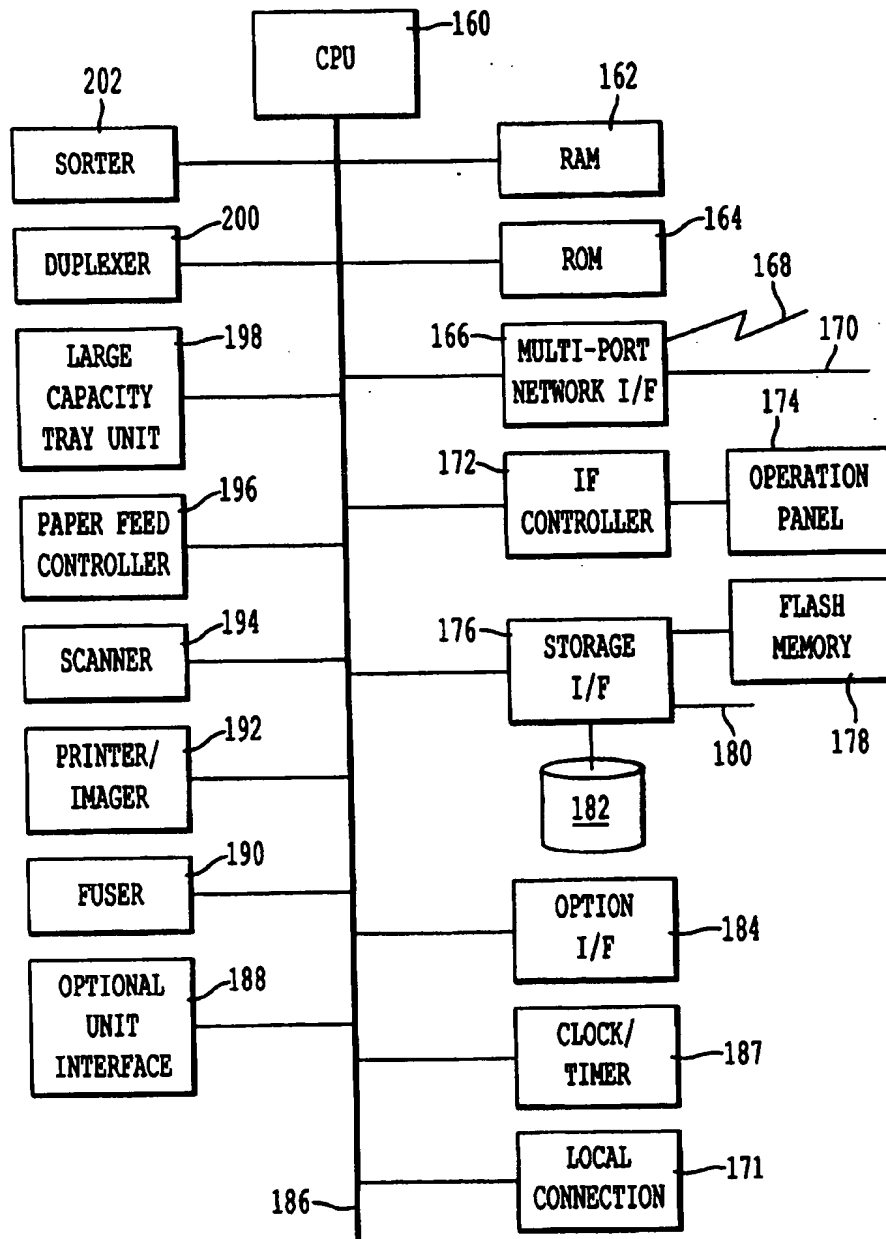 160
CPU
202
162
SORTER
RAM
200
164
DUPLEXER
ROM
168
198
166
170
LARGE
CAPACITY
TRAY UNIT
MULTI-PORT
NETWORK I/F
174
172
196
IF
CONTROLLER
OPERATION
PANEL
PAPER FEED
CONTROLLER
194
176
FLASH
MEMORY
SCANNER
STORAGE
I/F
180
178
192
PRINTER/
IMAGER
182
190
FUSER
OPTION
I/F
184
188
OPTIONAL
UNIT
INTERFACE
CLOCK/
TIMER
187
LOCAL
CONNECTION
171
186